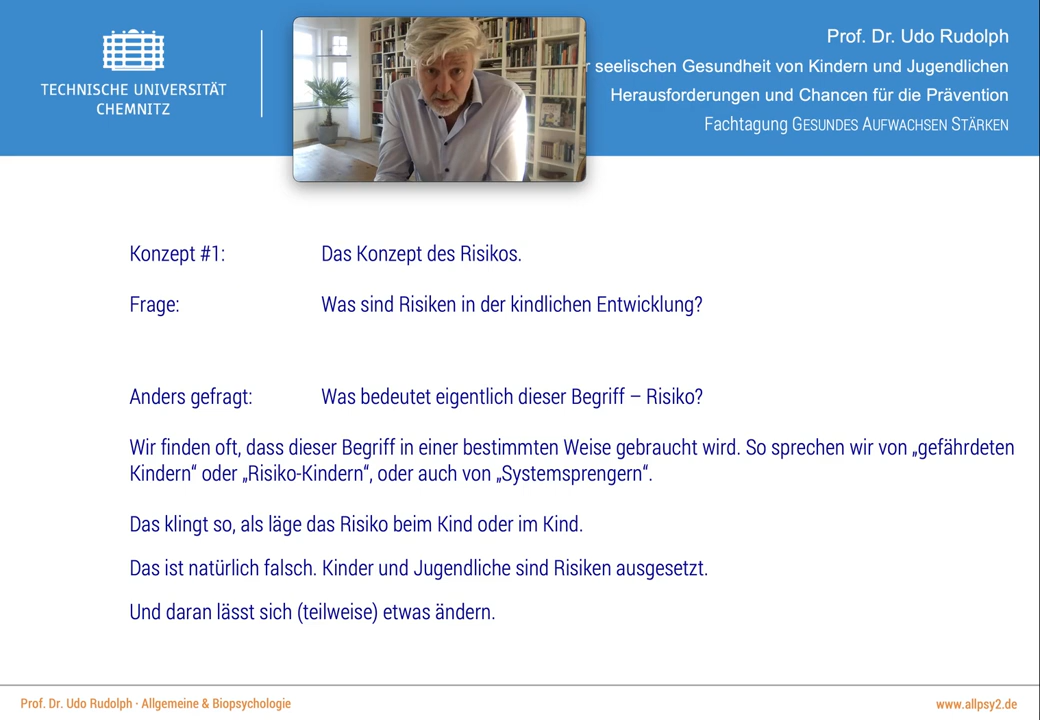 TECHNISCHE UNIVERSITÄT
CHEMNITZ
Prof. Dr. Udo Rudolph
seelischen Gesundheit von Kindern und Jugendlichen
Herausforderungen und Chancen für die Prävention
Fachtagung GESUNDES AUFWACHSEN STÄRKEN
Konzept #1: Das Konzept des Risikos.
Frage: Was sind Risiken in der kindlichen Entwicklung?
Anders gefragt: Was bedeutet eigentlich dieser Begriff – Risiko?
Wir finden oft, dass dieser Begriff in einer bestimmten Weise gebraucht wird. So sprechen wir von „gefährdeten
Kindern“ oder „Risiko-Kindern“, oder auch von „Systemsprengern“.
Das klingt so, als läge das Risiko beim Kind oder im Kind.
Das ist natürlich falsch. Kinder und Jugendliche sind Risiken ausgesetzt.
Und daran lässt sich (teilweise) etwas ändern.
Prof. Dr. Udo Rudolph · Allgemeine & Biopsychologie
www.allpsy2.de